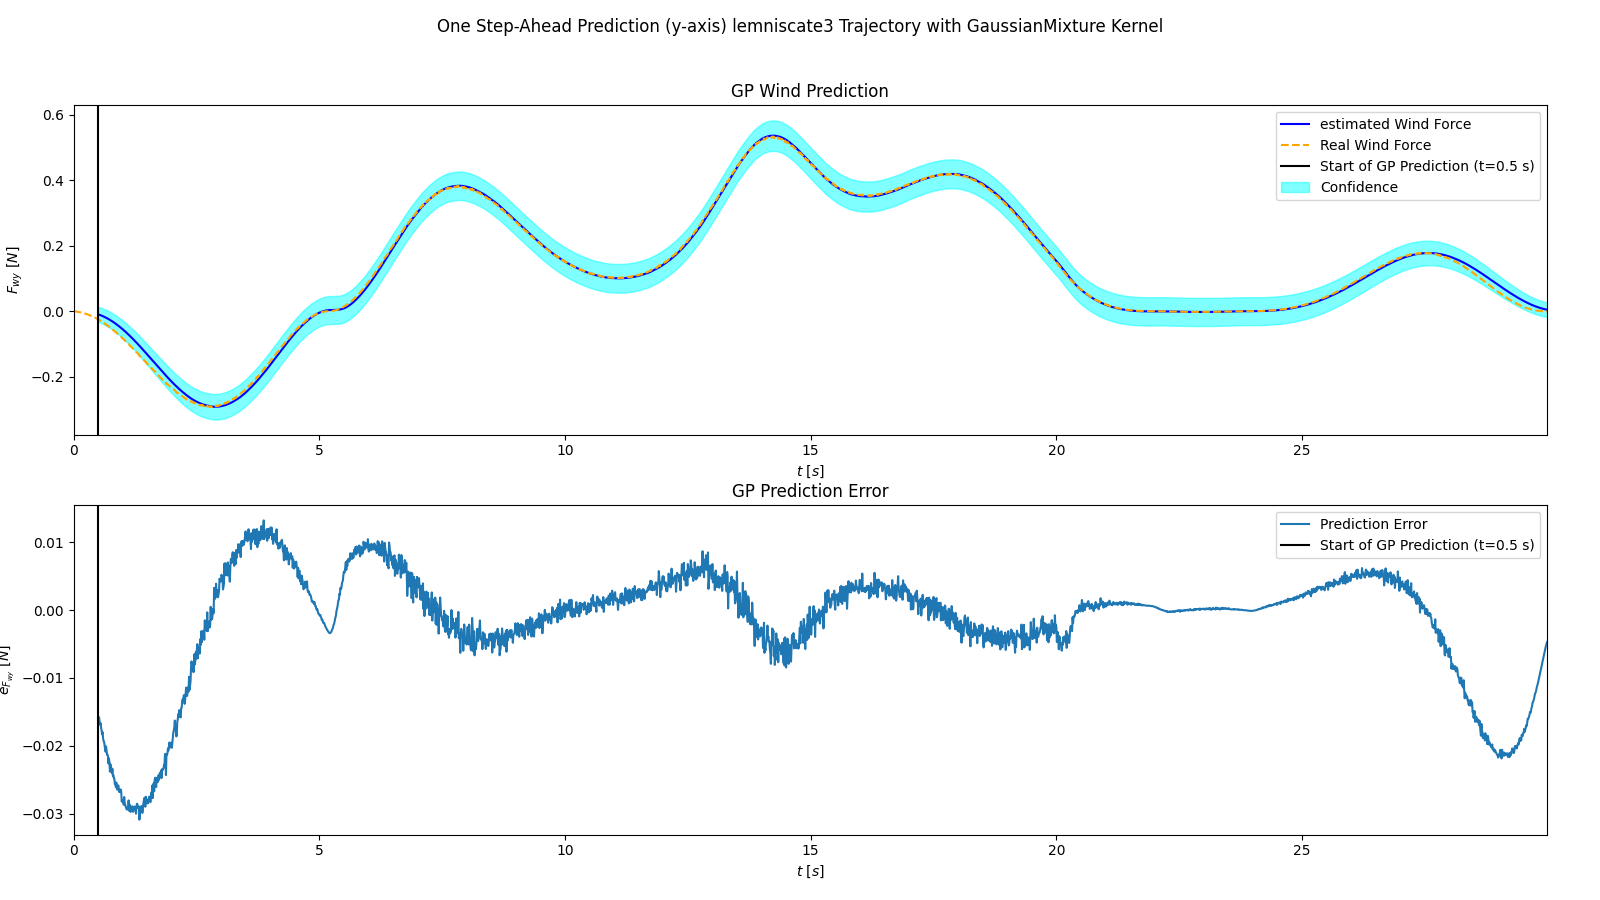 One Step-Ahead Prediction (y-axis) lemniscate3 Trajectory with GaussianMixture Kernel
GP Wind Prediction
0.6
0.4
0.2
0.0
−0.2
F_wy [N]
estimated Wind Force
Real Wind Force
Start of GP Prediction (t=0.5 s)
Confidence
0 5 10 15 20 25
t [s]
GP Prediction Error
0.01
0.00
−0.01
−0.02
−0.03
e_F_wy [N]
Prediction Error
Start of GP Prediction (t=0.5 s)
0 5 10 15 20 25
t [s]